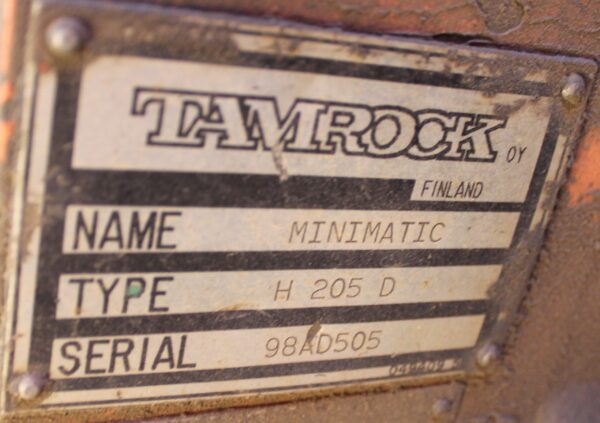 TAMROCK OY
FINLAND
NAME MINIMATIC
TYPE H 205 D
SERIAL 98AD505